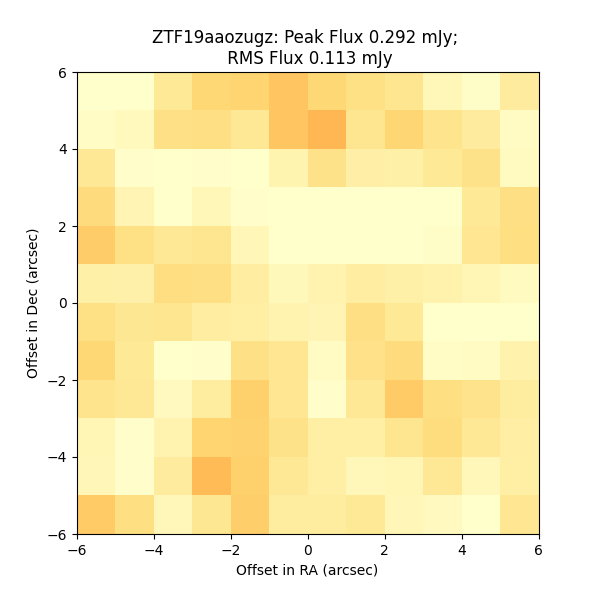 ZTF19aaozugz: Peak Flux 0.292 mJy;
RMS Flux 0.113 mJy
6
4
2
0
−2
−4
−6
Offset in Dec (arcsec)
−6 −4 −2 0 2 4 6
Offset in RA (arcsec)